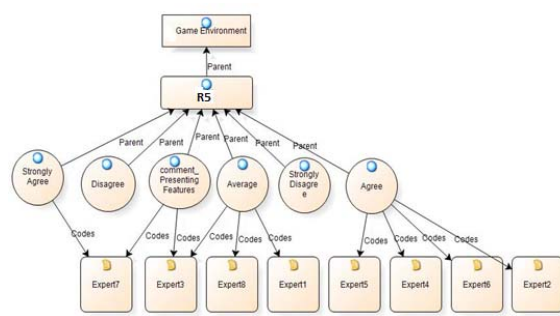 Game Environment
Parent
R5
Parent
Parent
Parent
Parent
Parent
Parent
Strongly
Agree
Disagree
comment_
Presenting
Features
Average
Strongly
Disagre
e
Agree
Codes
Codes
Codes
Codes
Codes
Codes
Codes
Codes
Codes
Codes
Expert7
Expert3
Expert8
Expert1
Expert5
Expert4
Expert6
Expert2